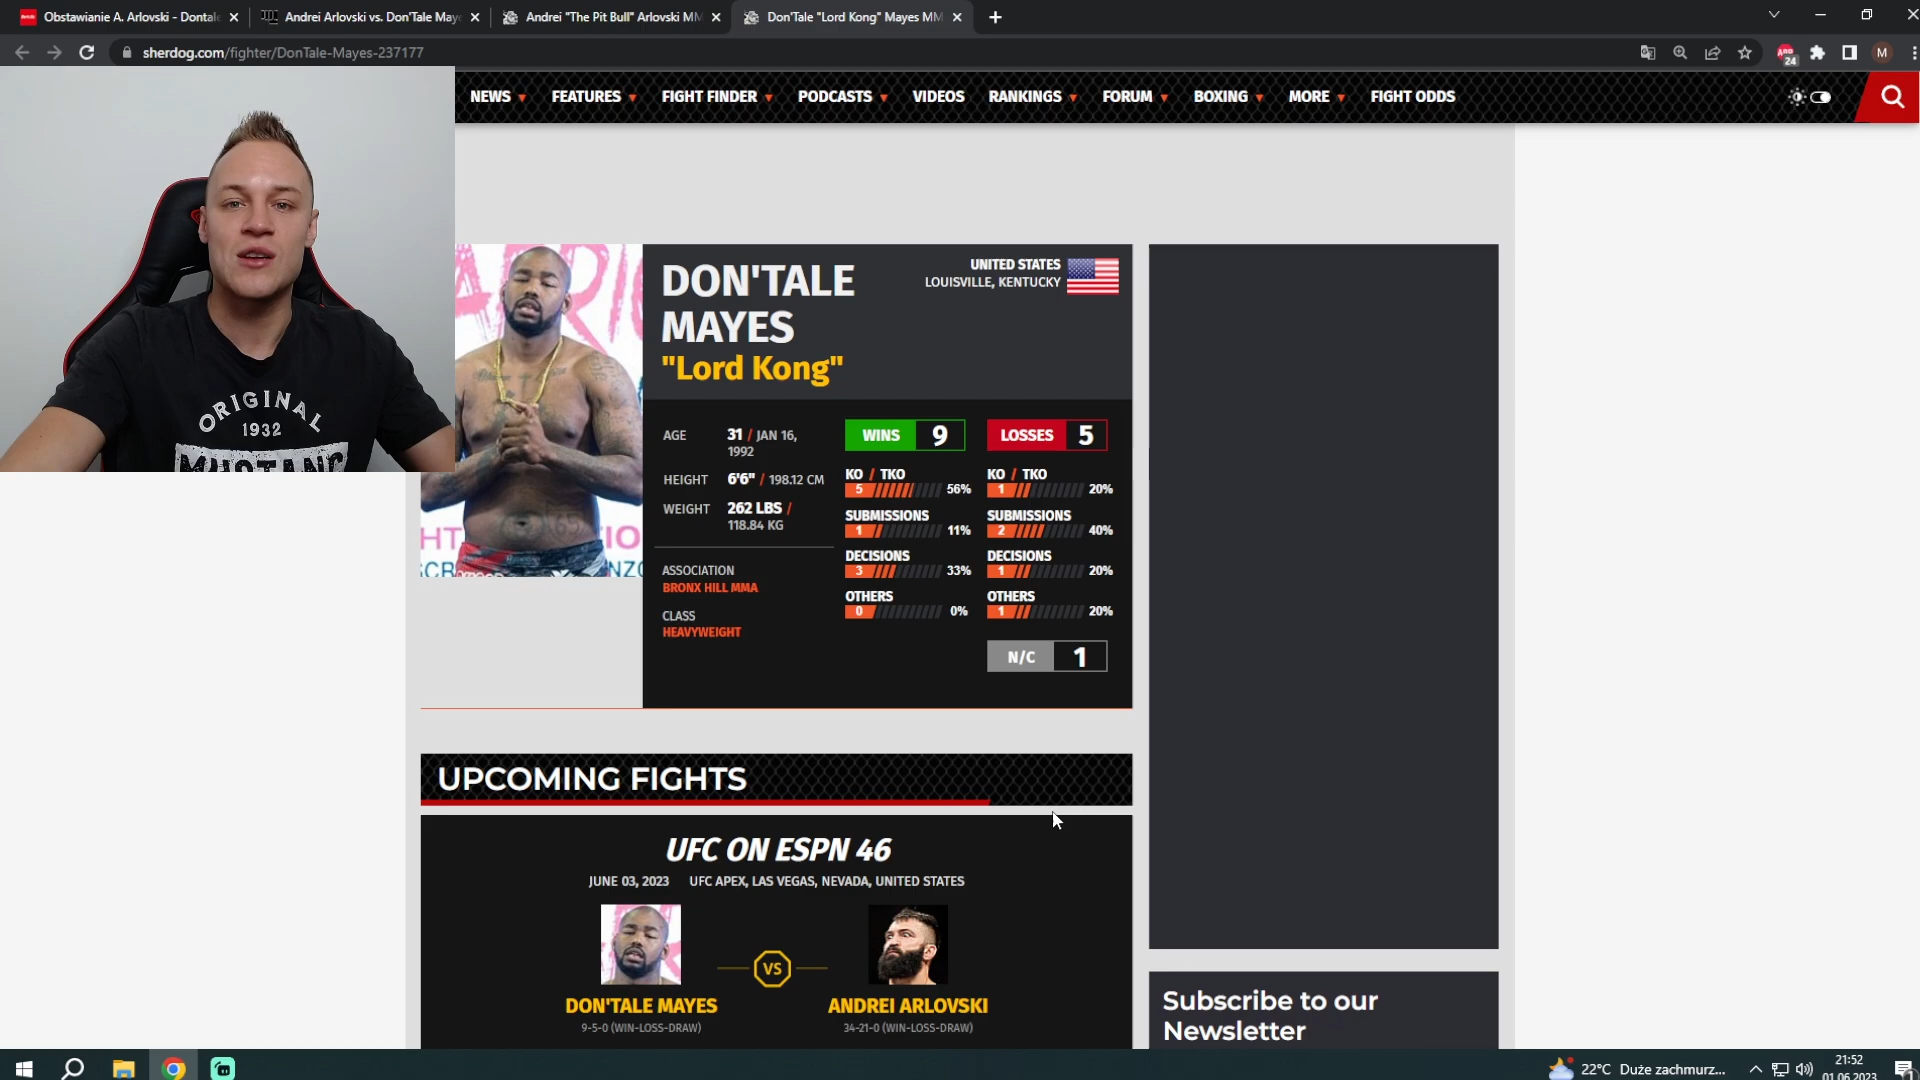 Obstawianie A. Arlovski - Dontale
Andrei Arlovski vs. Don'Tale May
Andrei "The Pit Bull" Arlovski MM
Don'Tale "Lord Kong" Mayes MM
sherdog.com/fighter/DonTale-Mayes-237177
24
M
NEWS FEATURES FIGHT FINDER PODCASTS VIDEOS RANKINGS FORUM BOXING MORE FIGHT ODDS
ORIGINAL
1932
MUSTANG
DON'TALE
MAYES
"Lord Kong"
UNITED STATES
LOUISVILLE, KENTUCKY
AGE 31 / JAN 16,
1992
HEIGHT 6'6" / 198.12 CM
WEIGHT 262 LBS /
118.84 KG
ASSOCIATION
BRONX HILL MMA
CLASS
HEAVYWEIGHT
WINS 9
KO / TKO
5 56%
SUBMISSIONS
1 11%
DECISIONS
3 33%
OTHERS
0 0%
LOSSES 5
KO / TKO
1 20%
SUBMISSIONS
2 40%
DECISIONS
1 20%
OTHERS
1 20%
N/C 1
UPCOMING FIGHTS
UFC ON ESPN 46
JUNE 03, 2023 UFC APEX, LAS VEGAS, NEVADA, UNITED STATES
VS
DON'TALE MAYES
9-5-0 (WIN-LOSS-DRAW)
ANDREI ARLOVSKI
34-21-0 (WIN-LOSS-DRAW)
Subscribe to our
Newsletter
22°C Duże zachmurz...
21:52
01.06.2023